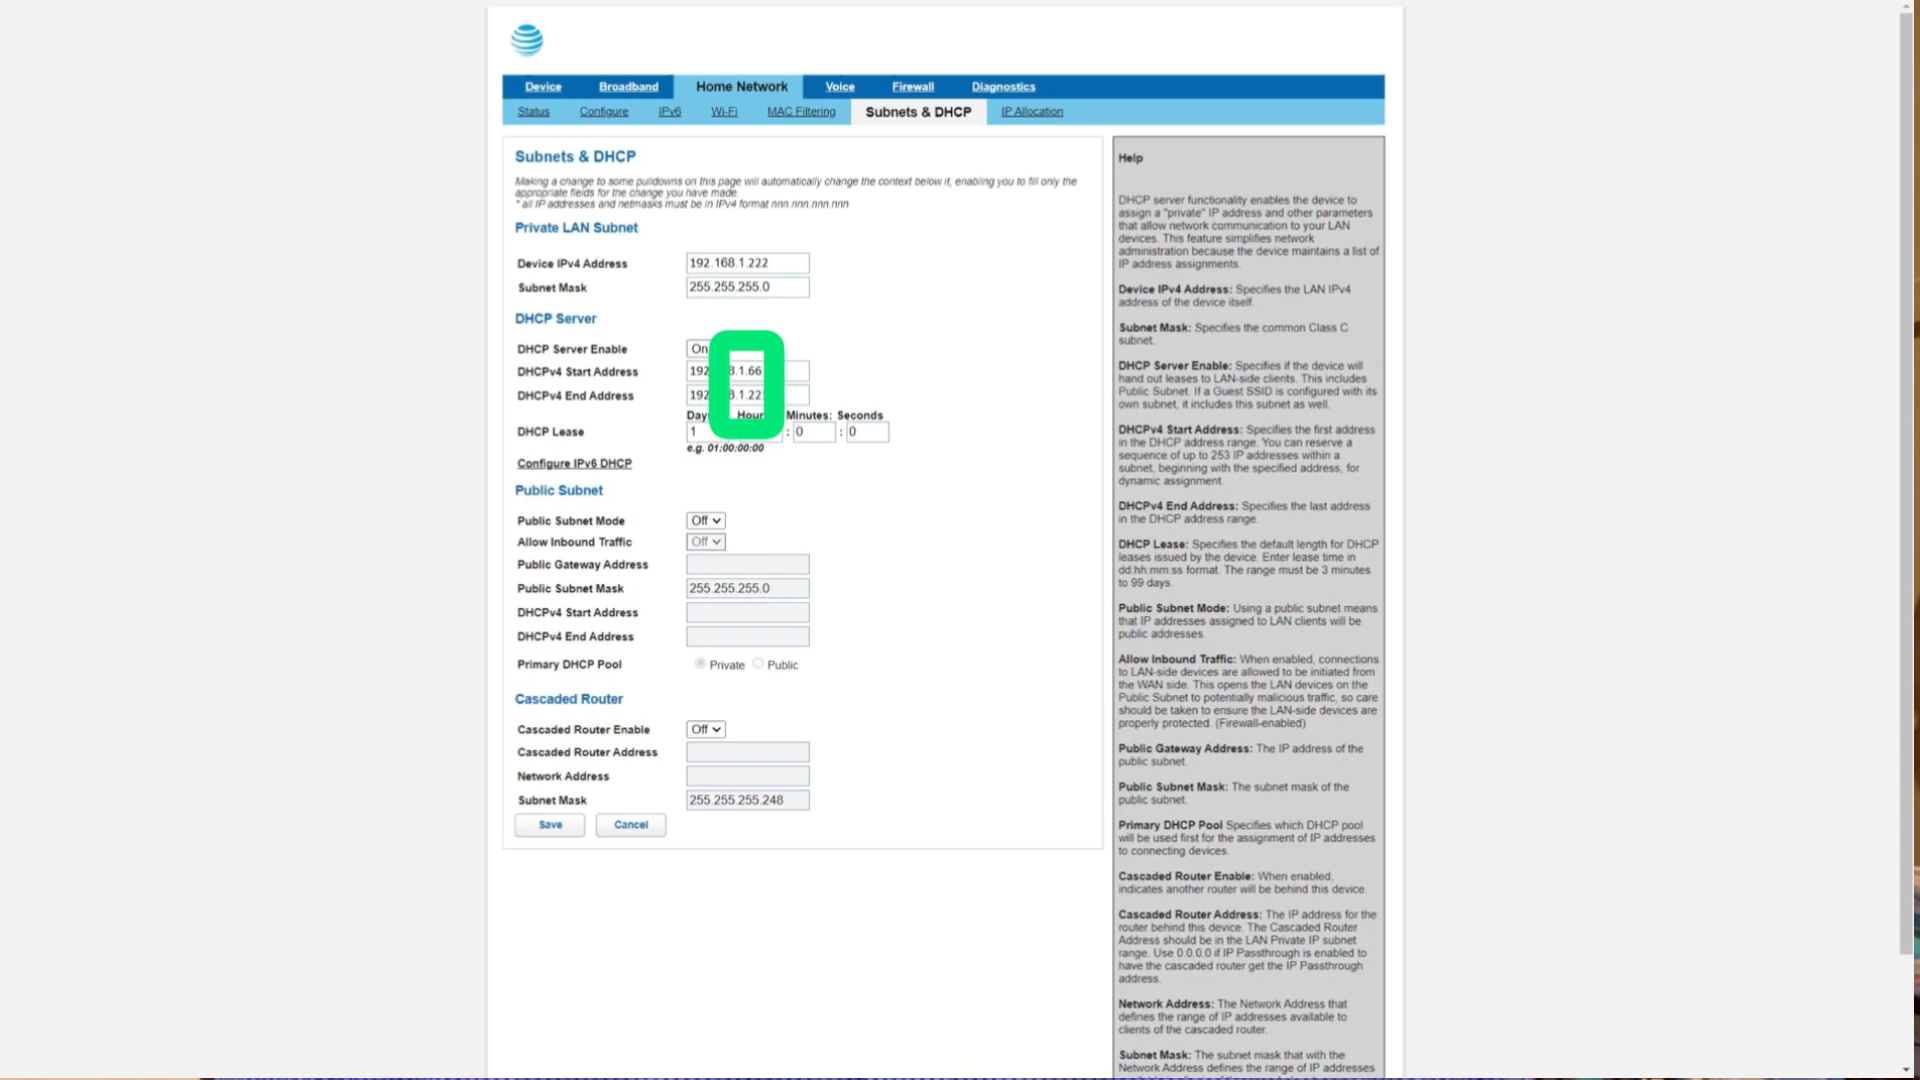 Device Broadband Home Network Voice Firewall Diagnostics
Status Configure IPv6 Wi-Fi MAC Filtering Subnets & DHCP IP Allocation
Subnets & DHCP
Making a change to some pulldowns on this page will automatically change the context below it, enabling you to fill only the
appropriate fields for the change you have made.
* all IP addresses and netmasks must be in IPv4 format nnn.nnn.nnn.nnn
Private LAN Subnet
Device IPv4 Address 192.168.1.222
Subnet Mask 255.255.255.0
DHCP Server
DHCP Server Enable On
DHCPv4 Start Address 192 .1.66
DHCPv4 End Address 192 .1.22
Minutes: Seconds
DHCP Lease 1 : 0 : 0
e.g. 01:00:00:00
Configure IPv6 DHCP
Public Subnet
Public Subnet Mode Off
Allow Inbound Traffic Off
Public Gateway Address
Public Subnet Mask 255.255.255.0
DHCPv4 Start Address
DHCPv4 End Address
Primary DHCP Pool Private Public
Cascaded Router
Cascaded Router Enable Off
Cascaded Router Address
Network Address
Subnet Mask 255.255.255.248
Save Cancel
Help
DHCP server functionality enables the device to
assign a "private" IP address and other parameters
that allow network communication to your LAN
devices. This feature simplifies network
administration because the device maintains a list of
IP address assignments.
Device IPv4 Address: Specifies the LAN IPv4
address of the device itself.
Subnet Mask: Specifies the common Class C
subnet.
DHCP Server Enable: Specifies if the device will
hand out leases to LAN-side clients. This includes
Public Subnet. If a Guest SSID is configured with its
own subnet, it includes this subnet as well.
DHCPv4 Start Address: Specifies the first address
in the DHCP address range. You can reserve a
sequence of up to 253 IP addresses within a
subnet, beginning with the specified address, for
dynamic assignment.
DHCPv4 End Address: Specifies the last address
in the DHCP address range.
DHCP Lease: Specifies the default length for DHCP
leases issued by the device. Enter lease time in
dd:hh:mm:ss format. The range must be 3 minutes
to 99 days.
Public Subnet Mode: Using a public subnet means
that IP addresses assigned to LAN clients will be
public addresses.
Allow Inbound Traffic: When enabled, connections
to LAN-side devices are allowed to be initiated from
the WAN side. This opens the LAN devices on the
Public Subnet to potentially malicious traffic, so care
should be taken to ensure the LAN-side devices are
properly protected. (Firewall-enabled)
Public Gateway Address: The IP address of the
public subnet.
Public Subnet Mask: The subnet mask of the
public subnet.
Primary DHCP Pool Specifies which DHCP pool
will be used first for the assignment of IP addresses
to connecting devices.
Cascaded Router Enable: When enabled,
indicates another router will be behind this device.
Cascaded Router Address: The IP address for the
router behind this device. The Cascaded Router
Address should be in the LAN Private IP subnet
range. Use 0.0.0.0 if IP Passthrough is enabled to
have the cascaded router get the IP Passthrough
address.
Network Address: The Network Address that
defines the range of IP addresses available to
clients of the cascaded router.
Subnet Mask: The subnet mask that with the
Network Address defines the range of IP addresses